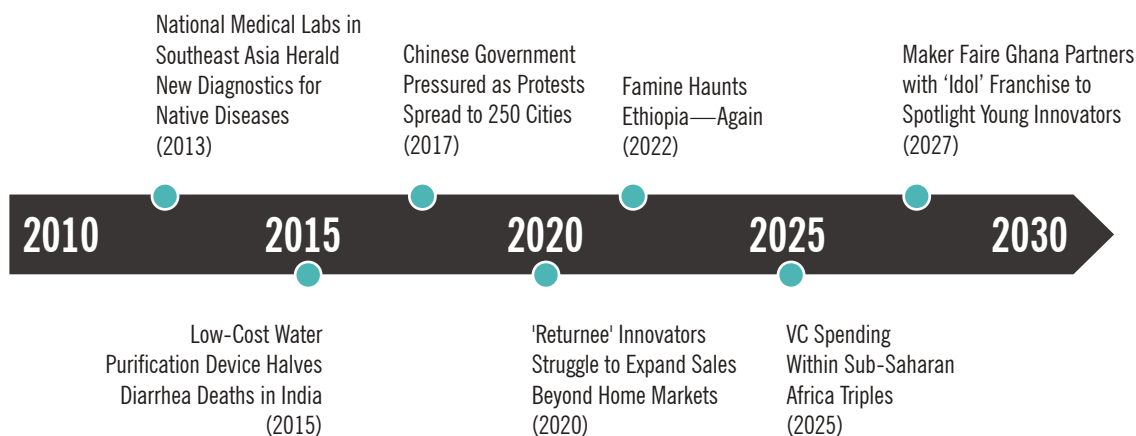 National Medical Labs in
Southeast Asia Herald
New Diagnostics for
Native Diseases
(2013)
Chinese Government
Pressured as Protests
Spread to 250 Cities
(2017)
Famine Haunts
Ethiopia—Again
(2022)
Maker Faire Ghana Partners
with ‘Idol’ Franchise to
Spotlight Young Innovators
(2027)
2010 2015 2020 2025 2030
Low-Cost Water
Purification Device Halves
Diarrhea Deaths in India
(2015)
'Returnee' Innovators
Struggle to Expand Sales
Beyond Home Markets
(2020)
VC Spending
Within Sub-Saharan
Africa Triples
(2025)